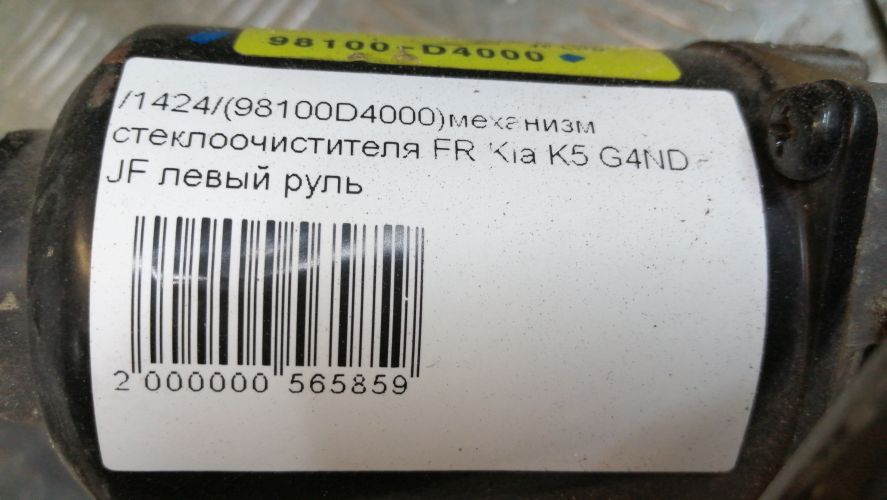 98100-D4000
/1424/(98100D4000)механизм
стеклоочистителя FR Kia K5 G4ND -
JF левый руль
2 000000 565859